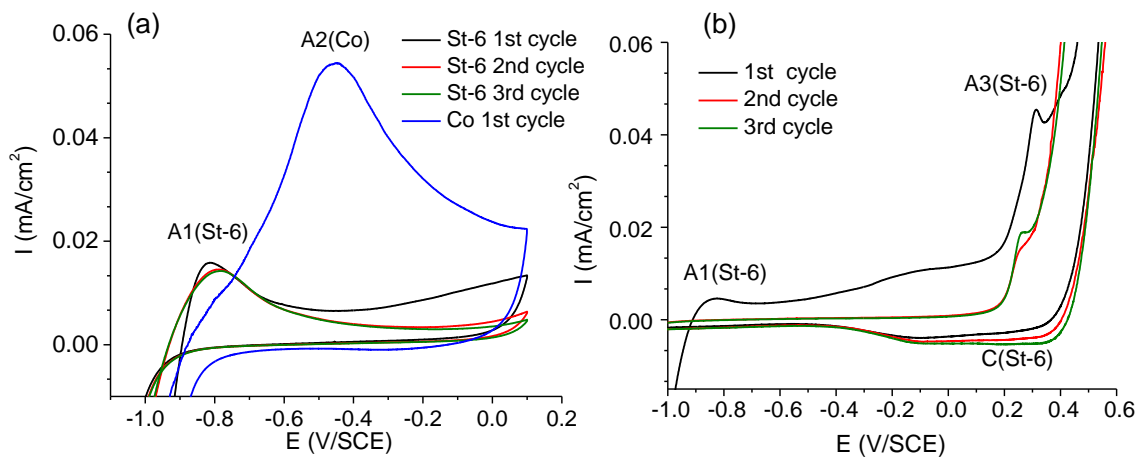 (a)
A2(Co)
St-6 1st cycle
St-6 2nd cycle
St-6 3rd cycle
Co 1st cycle
A1(St-6)
0.06
0.04
0.02
0.00
I (mA/cm²)
-1.0 -0.8 -0.6 -0.4 -0.2 0.0 0.2
E (V/SCE)
(b)
1st cycle
2nd cycle
3rd cycle
A3(St-6)
A1(St-6)
C(St-6)
0.06
0.04
0.02
0.00
I (mA/cm²)
-1.0 -0.8 -0.6 -0.4 -0.2 0.0 0.2 0.4 0.6
E (V/SCE)